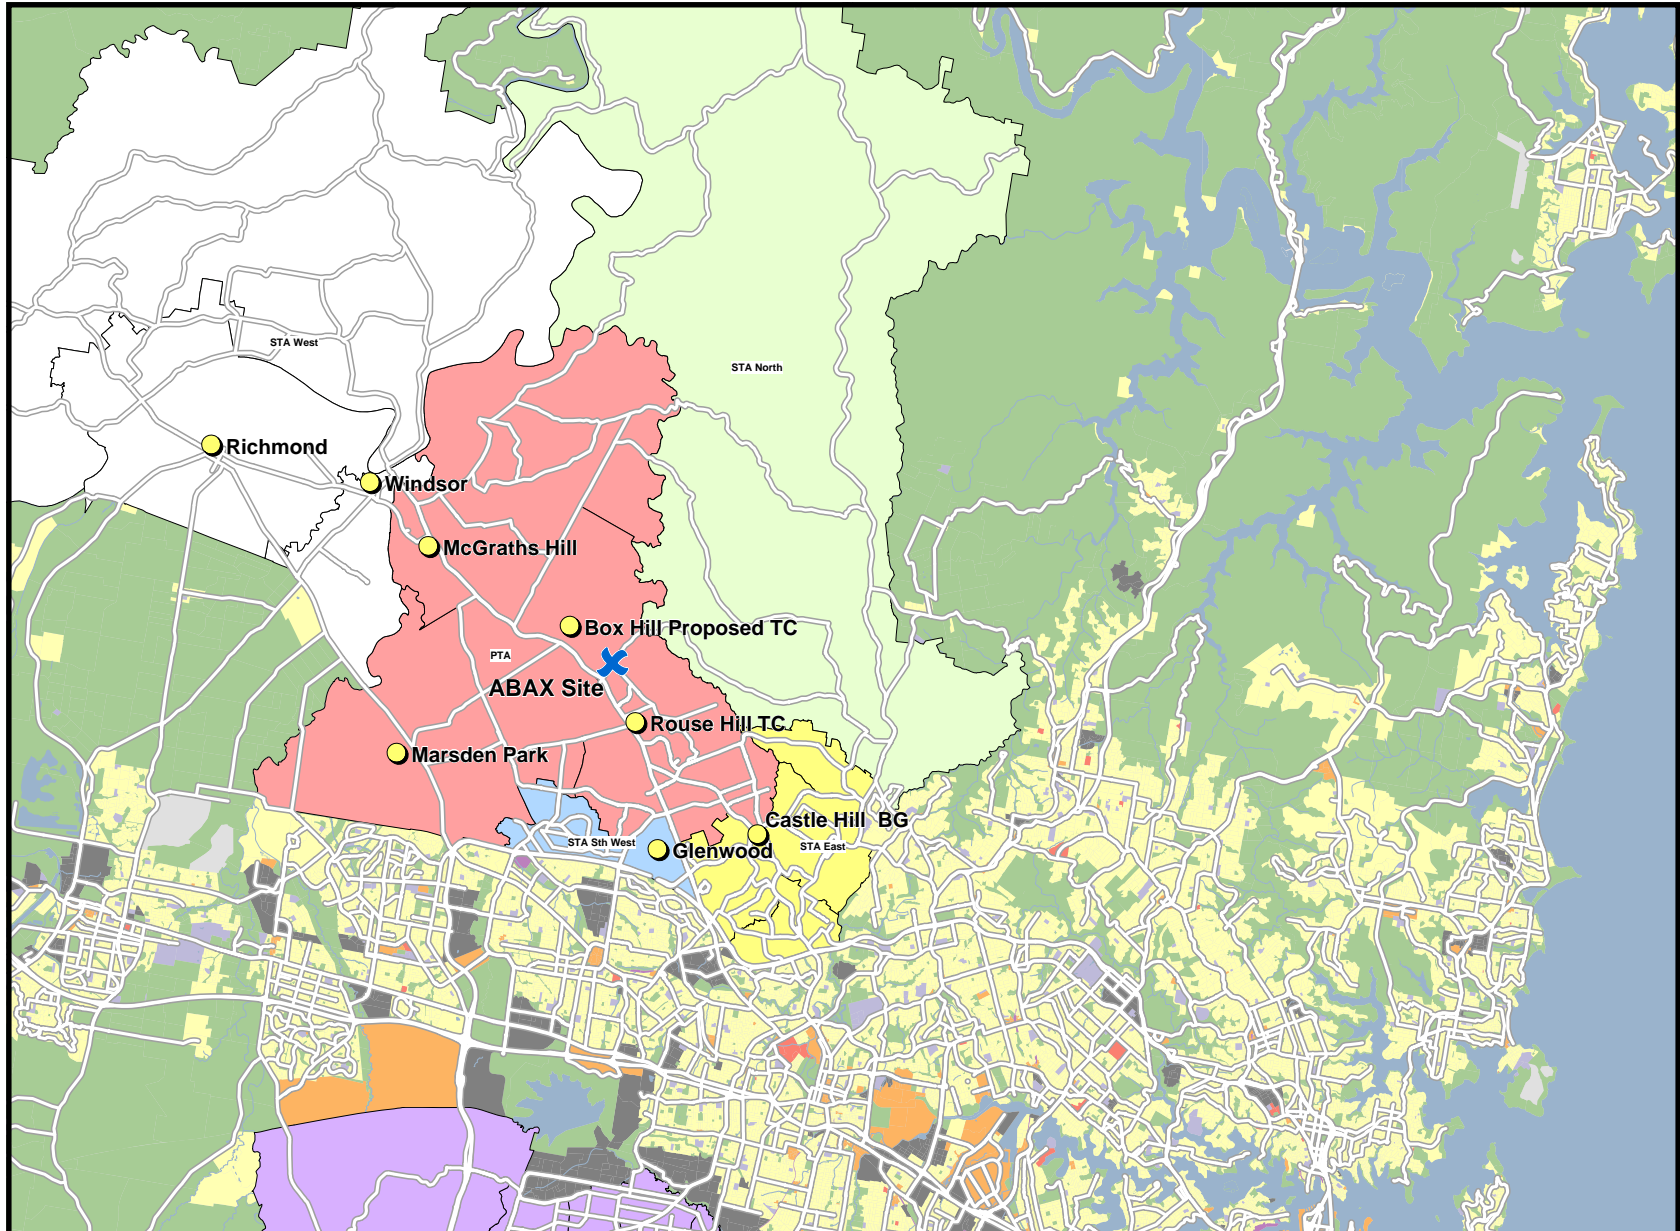 STA West
STA North
Richmond
Windsor
McGraths Hill
Box Hill Proposed TC
PTA
ABAX Site
Rouse Hill TC
Marsden Park
Castle Hill  BG
STA Sth West
Glenwood
STA East